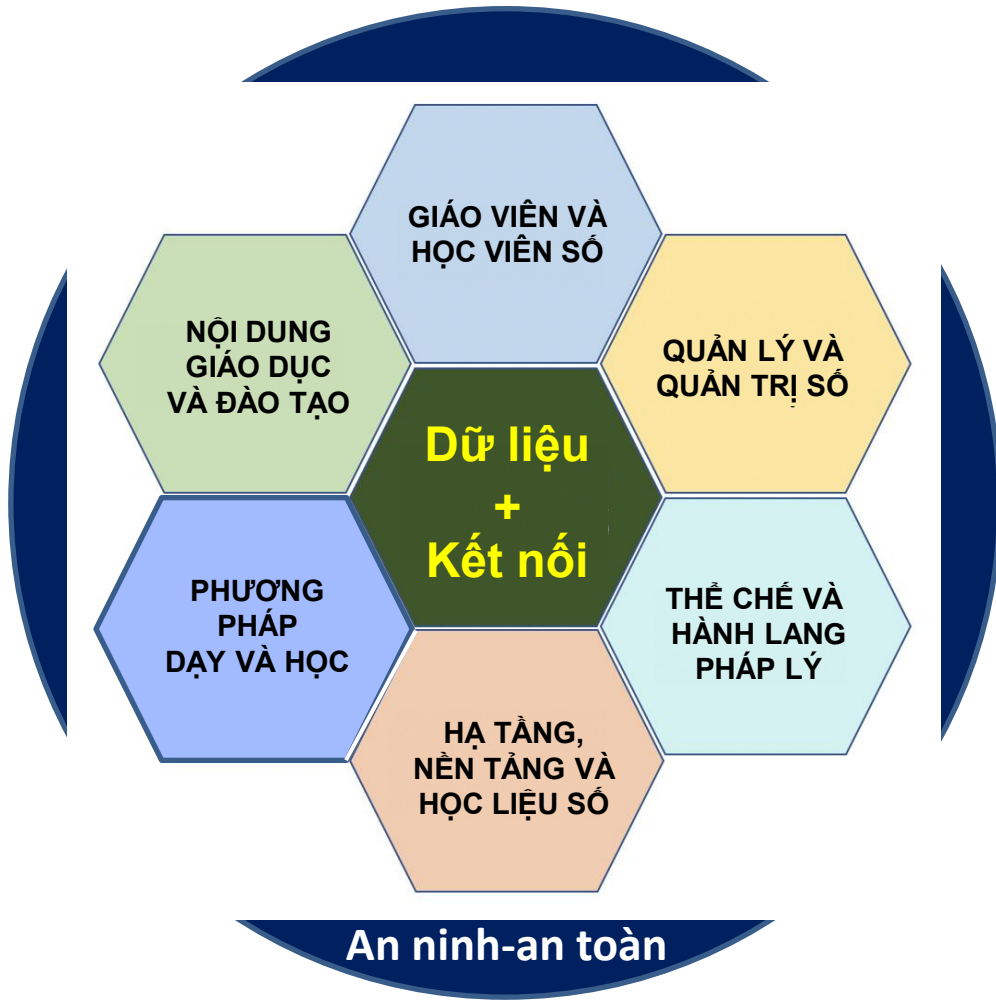 GIÁO VIÊN VÀ
HỌC VIÊN SỐ
NỘI DUNG
GIÁO DỤC
VÀ ĐÀO TẠO
QUẢN LÝ VÀ
QUẢN TRỊ SỐ
Dữ liệu
+
Kết nối
PHƯƠNG
PHÁP
DẠY VÀ HỌC
THỂ CHẾ VÀ
HÀNH LANG
PHÁP LÝ
HẠ TẦNG,
NỀN TẢNG VÀ
HỌC LIỆU SỐ
An ninh-an toàn